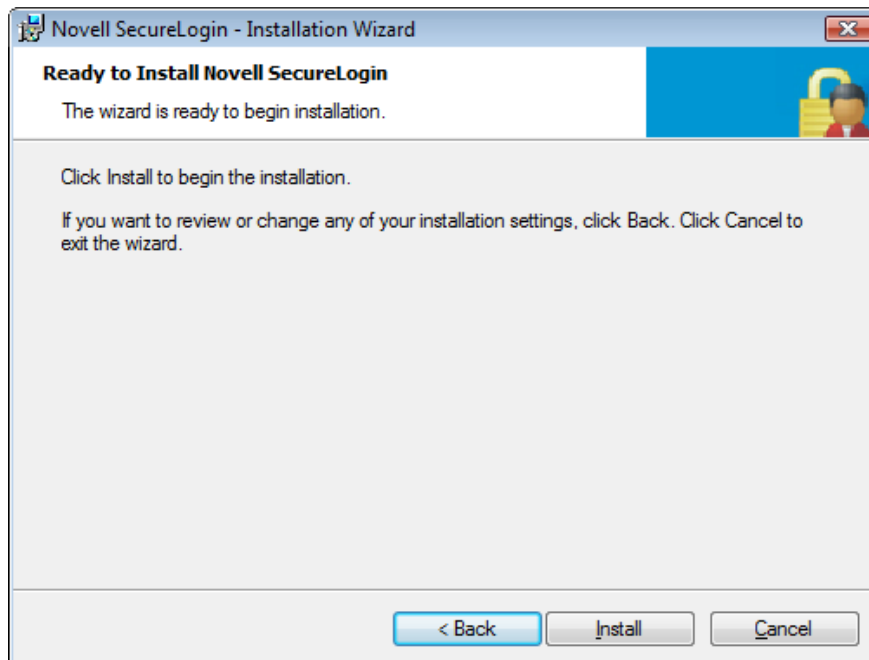 Novell SecureLogin - Installation Wizard
Ready to Install Novell SecureLogin
The wizard is ready to begin installation.
Click Install to begin the installation.
If you want to review or change any of your installation settings, click Back. Click Cancel to
exit the wizard.
< Back Install Cancel